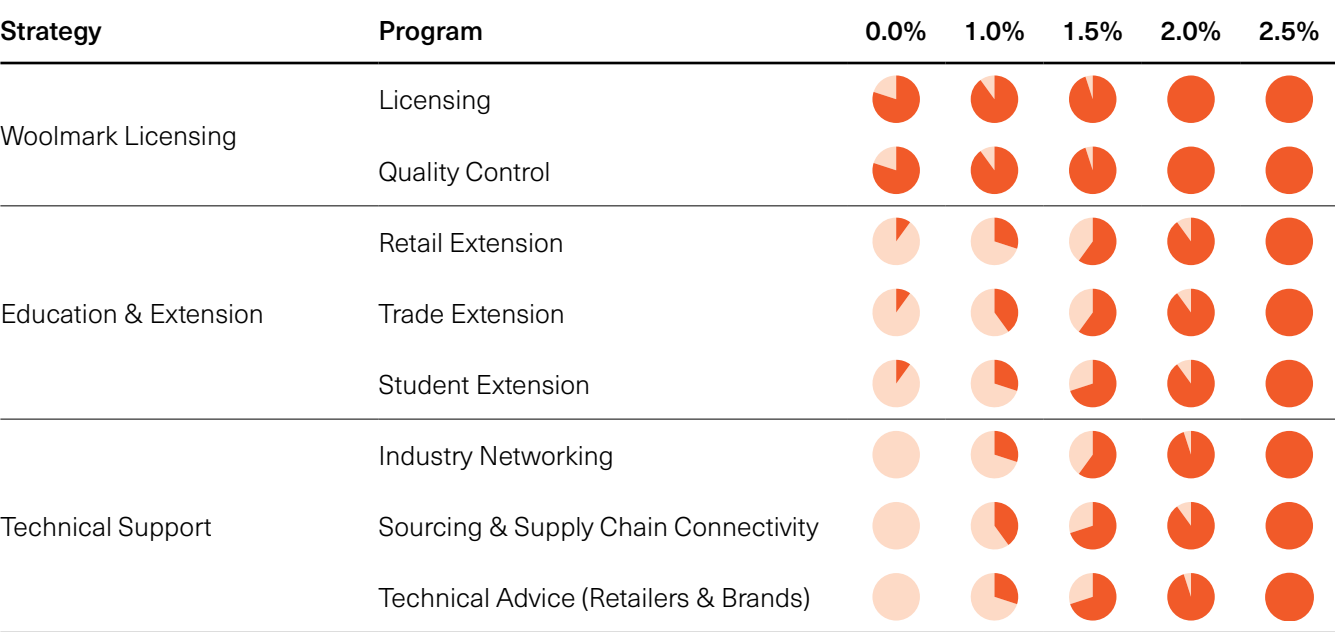 Strategy Program 0.0% 1.0% 1.5% 2.0% 2.5%
Woolmark Licensing
Licensing
Quality Control
Education & Extension
Retail Extension
Trade Extension
Student Extension
Technical Support
Industry Networking
Sourcing & Supply Chain Connectivity
Technical Advice (Retailers & Brands)